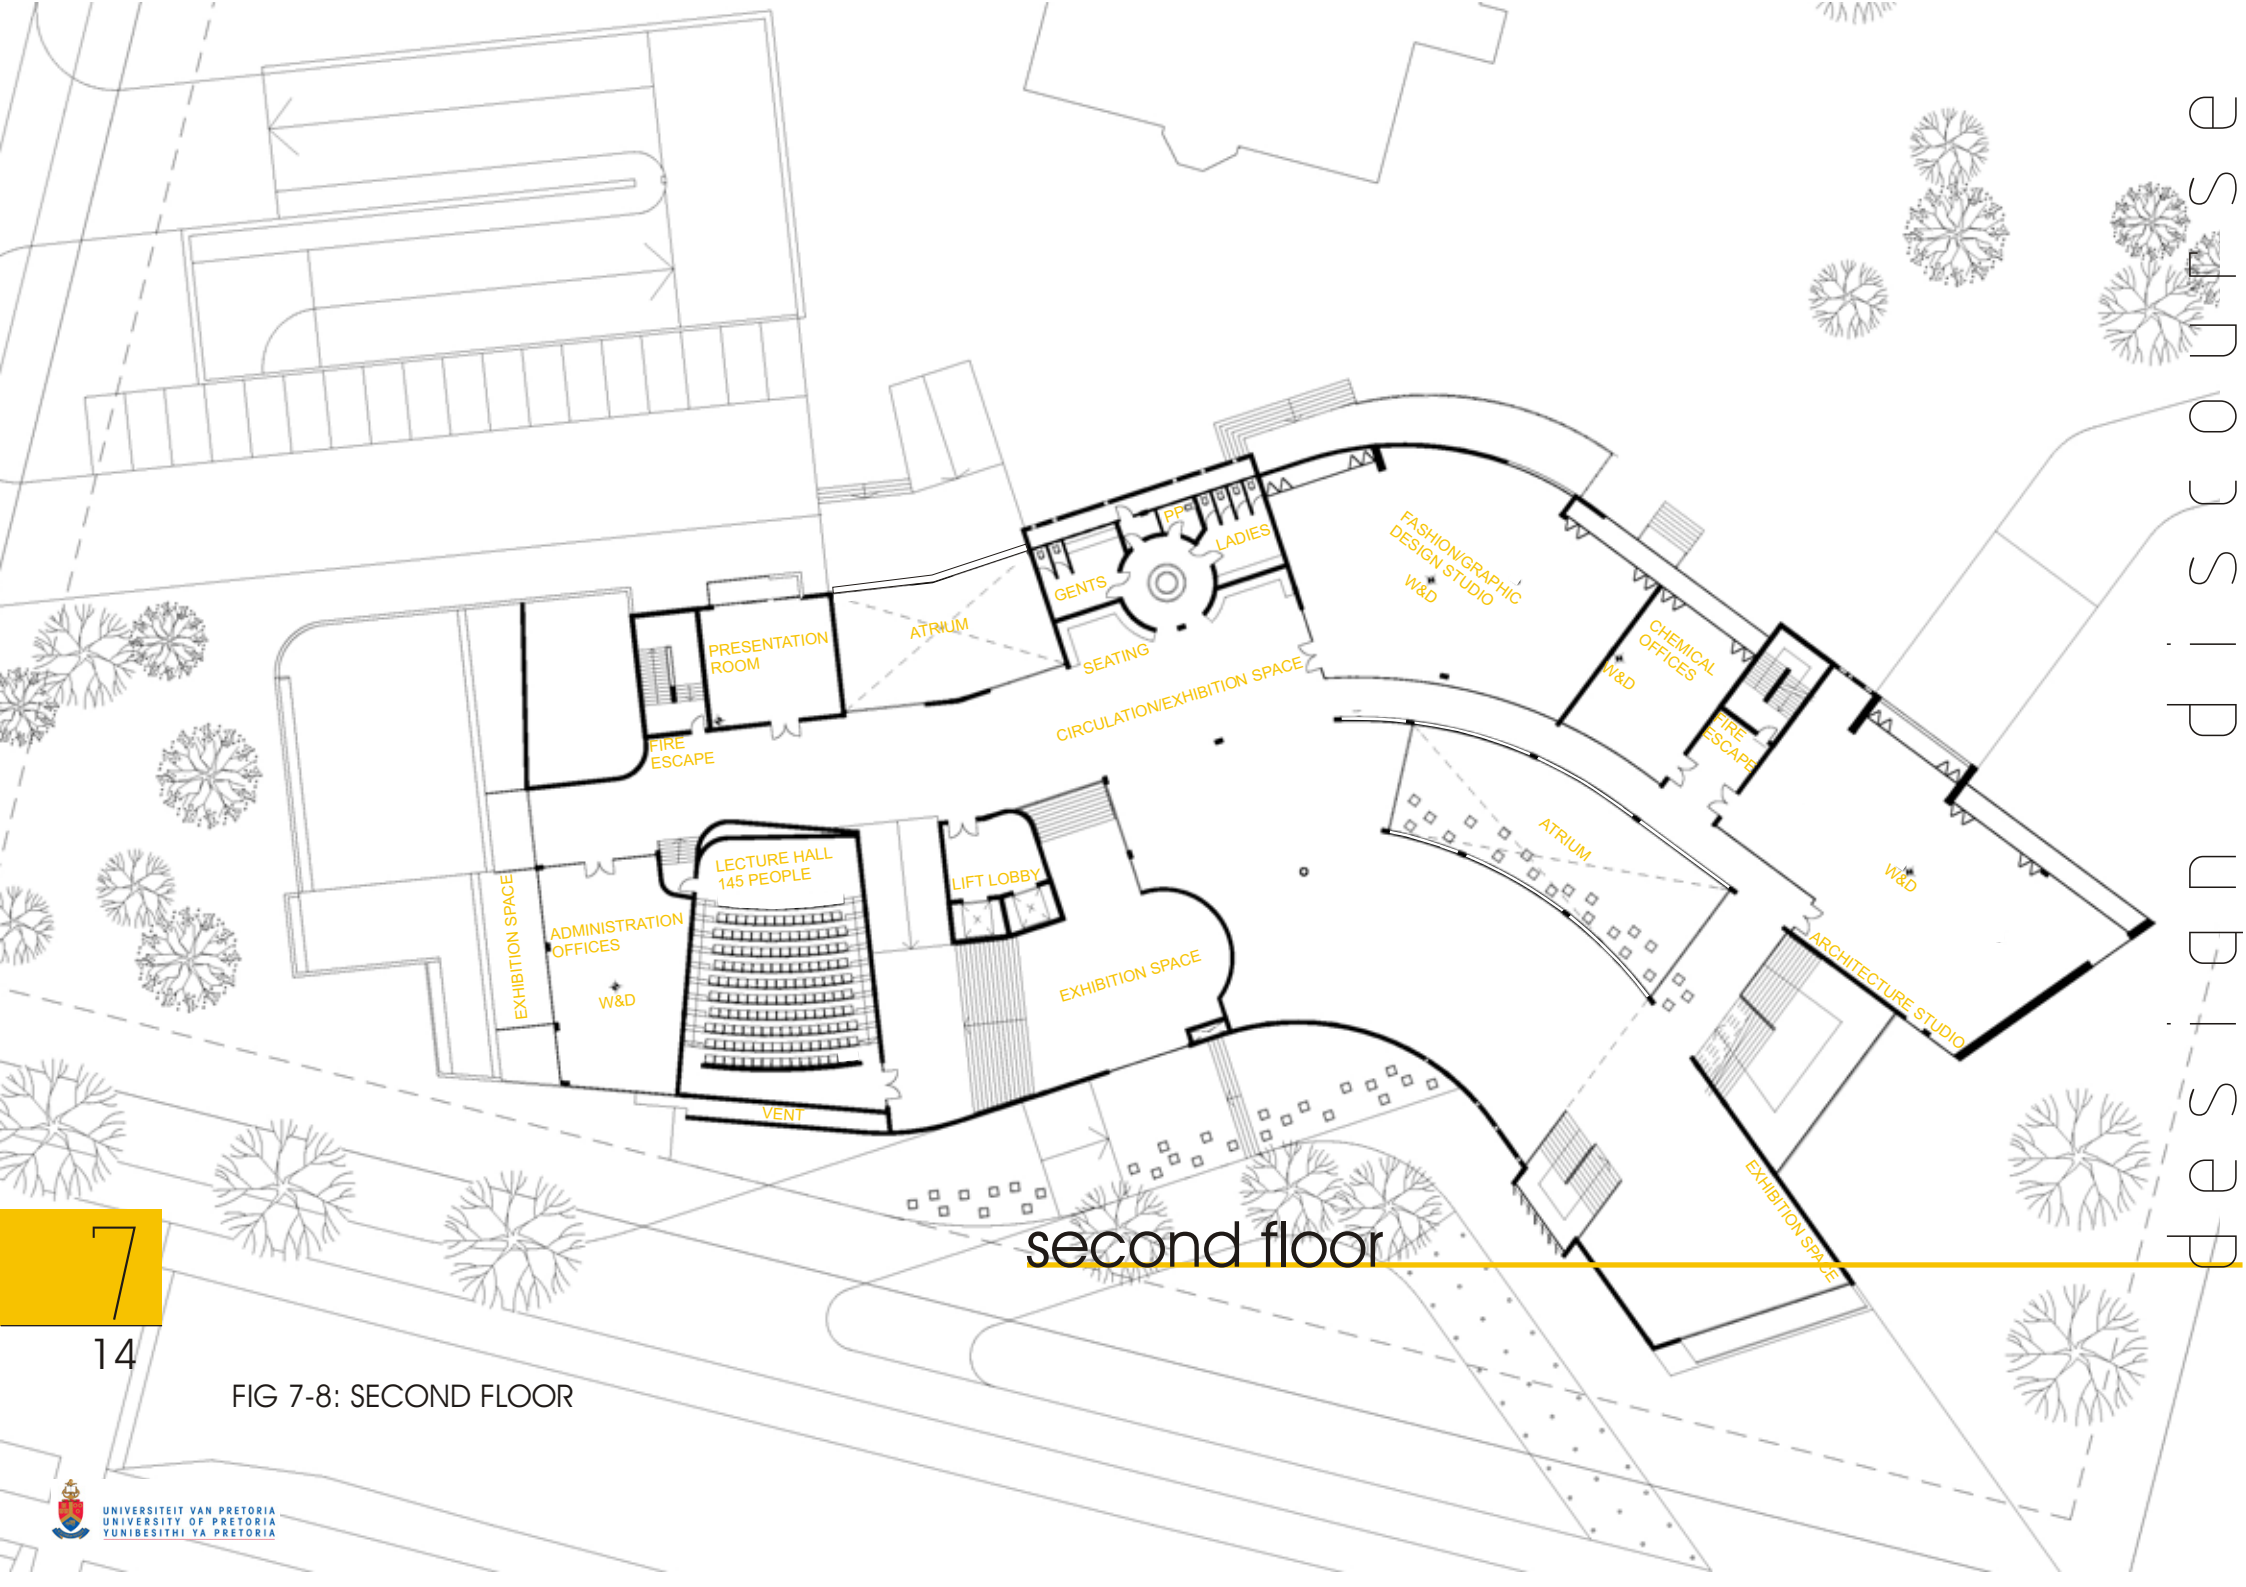 design discourse
FASHION/GRAPHIC
DESIGN STUDIO
W&D
PP
LADIES
GENTS
ATRIUM
PRESENTATION
ROOM
SEATING
CIRCULATION/EXHIBITION SPACE
CHEMICAL
OFFICES
W&D
FIRE
ESCAPE
FIRE
ESCAPE
ATRIUM
LECTURE HALL
145 PEOPLE
LIFT LOBBY
W&D
ADMINISTRATION
OFFICES
W&D
EXHIBITION SPACE
EXHIBITION SPACE
ARCHITECTURE STUDIO
VENT
EXHIBITION SPACE
second floor
7
14
FIG 7-8: SECOND FLOOR
UNIVERSITEIT VAN PRETORIA
UNIVERSITY OF PRETORIA
YUNIBESITHI YA PRETORIA